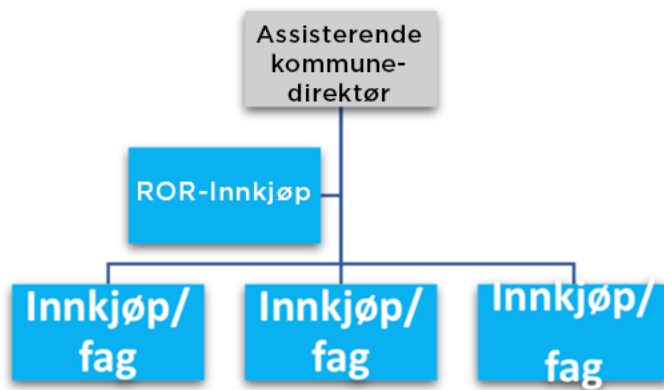 Assisterende
kommune-
direktør
ROR-Innkjøp
Innkjøp/
fag
Innkjøp/
fag
Innkjøp/
fag